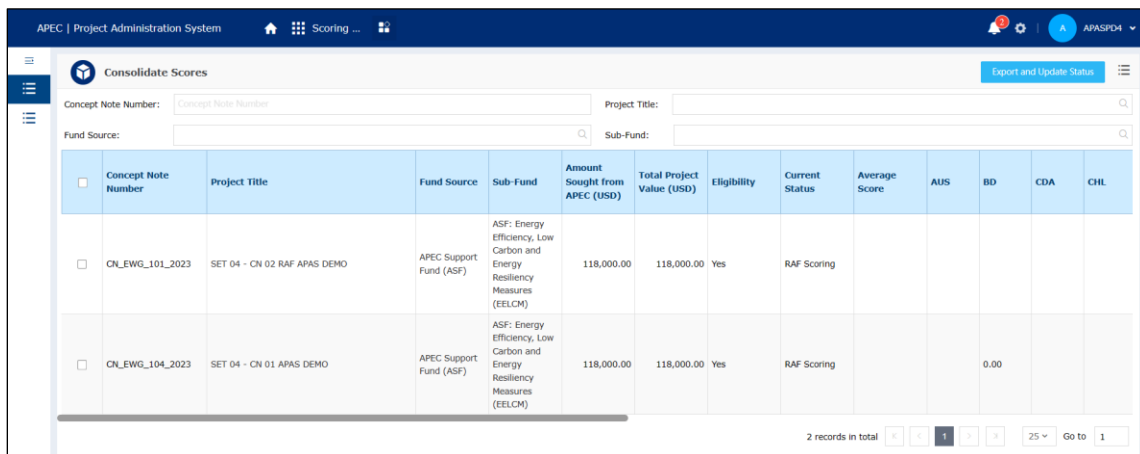 APEC | Project Administration System
Scoring ...
2
A
APASPD4
Consolidate Scores
Export and Update Status
Concept Note Number:
Concept Note Number
Project Title:
Fund Source:
Sub-Fund:
Concept Note
Number
Project Title
Fund Source
Sub-Fund
Amount
Sought from
APEC (USD)
Total Project
Value (USD)
Eligibility
Current
Status
Average
Score
AUS
BD
CDA
CHL
CN_EWG_101_2023
SET 04 - CN 02 RAF APAS DEMO
APEC Support
Fund (ASF)
ASF: Energy
Efficiency, Low
Carbon and
Energy
Resiliency
Measures
(EELCM)
118,000.00
118,000.00
Yes
RAF Scoring
CN_EWG_104_2023
SET 04 - CN 01 APAS DEMO
APEC Support
Fund (ASF)
ASF: Energy
Efficiency, Low
Carbon and
Energy
Resiliency
Measures
(EELCM)
118,000.00
118,000.00
Yes
RAF Scoring
0.00
2 records in total
1
25
Go to
1